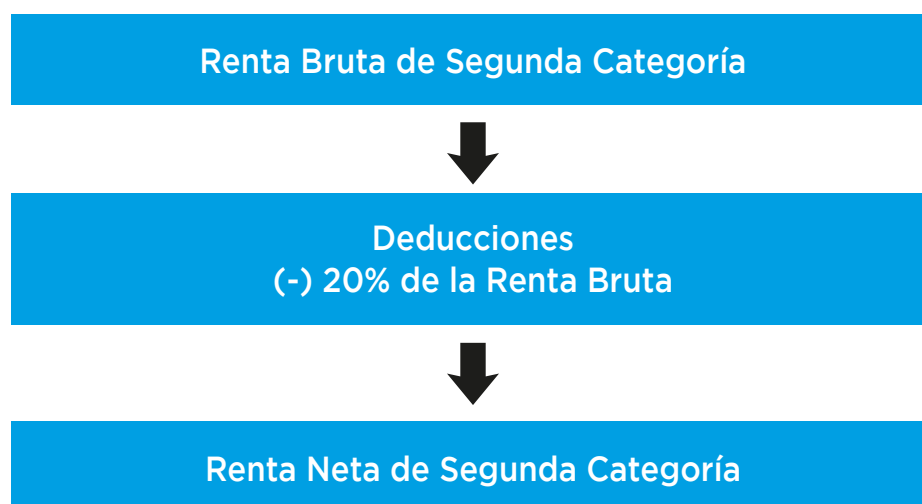 Renta Bruta de Segunda Categoría
Deducciones
(-) 20% de la Renta Bruta
Renta Neta de Segunda Categoría